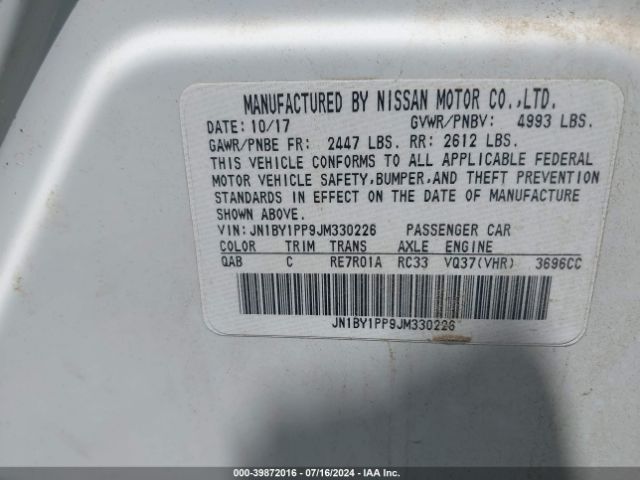 MANUFACTURED BY NISSAN MOTOR CO.,LTD.
DATE: 10/17 GVWR/PNBV: 4993 LBS.
GAWR/PNBE FR: 2447 LBS. RR: 2612 LBS.
THIS VEHICLE CONFORMS TO ALL APPLICABLE FEDERAL
MOTOR VEHICLE SAFETY,BUMPER,AND THEFT PREVENTION
STANDARDS IN EFFECT ON THE DATE OF MANUFACTURE
SHOWN ABOVE.
VIN: JN1BY1PP9JM330226 PASSENGER CAR
COLOR TRIM TRANS AXLE ENGINE
QAB C RE7R01A RC33 VQ37(VHR) 3696CC
JN1BY1PP9JM330226
000-39872016 - 07/16/2024 - IAAI.COM